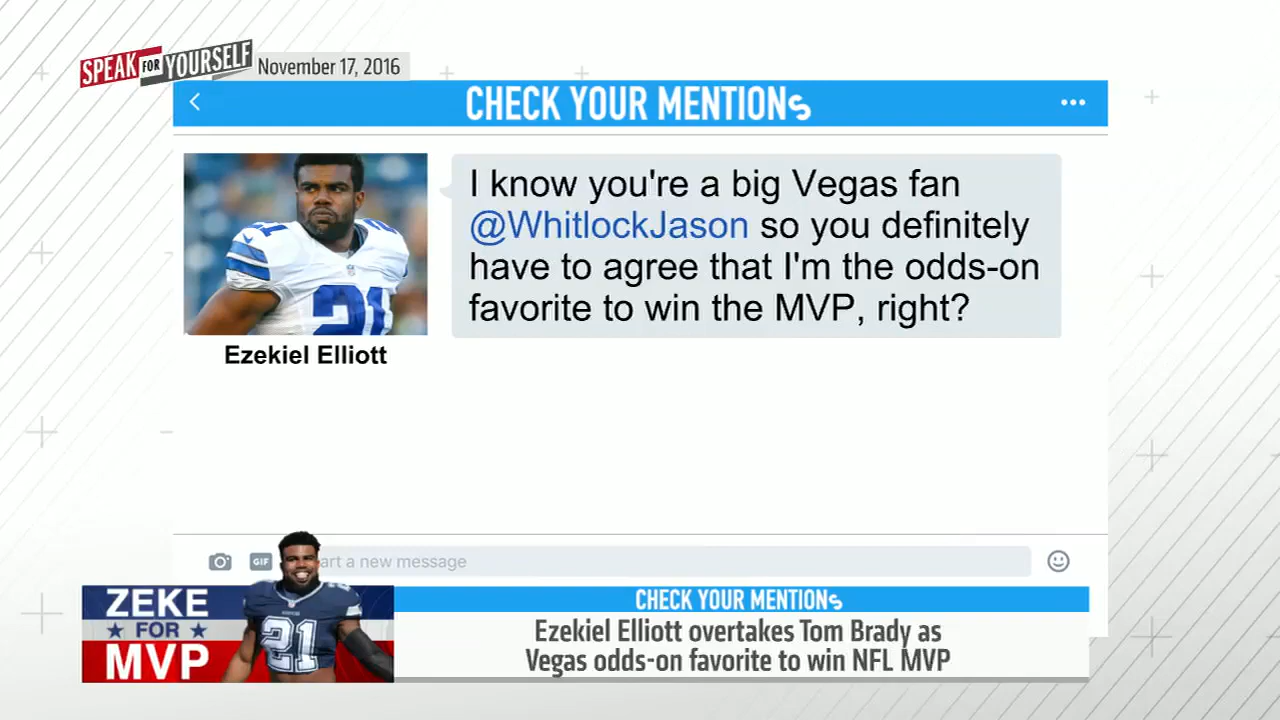 SPEAK FOR YOURSELF
November 17, 2016
CHECK YOUR MENTIONS
I know you're a big Vegas fan
@WhitlockJason so you definitely
have to agree that I'm the odds-on
favorite to win the MVP, right?
21
Ezekiel Elliott
GIF
art a new message
ZEKE
FOR
MVP
21
CHECK YOUR MENTIONS
Ezekiel Elliott overtakes Tom Brady as
Vegas odds-on favorite to win NFL MVP